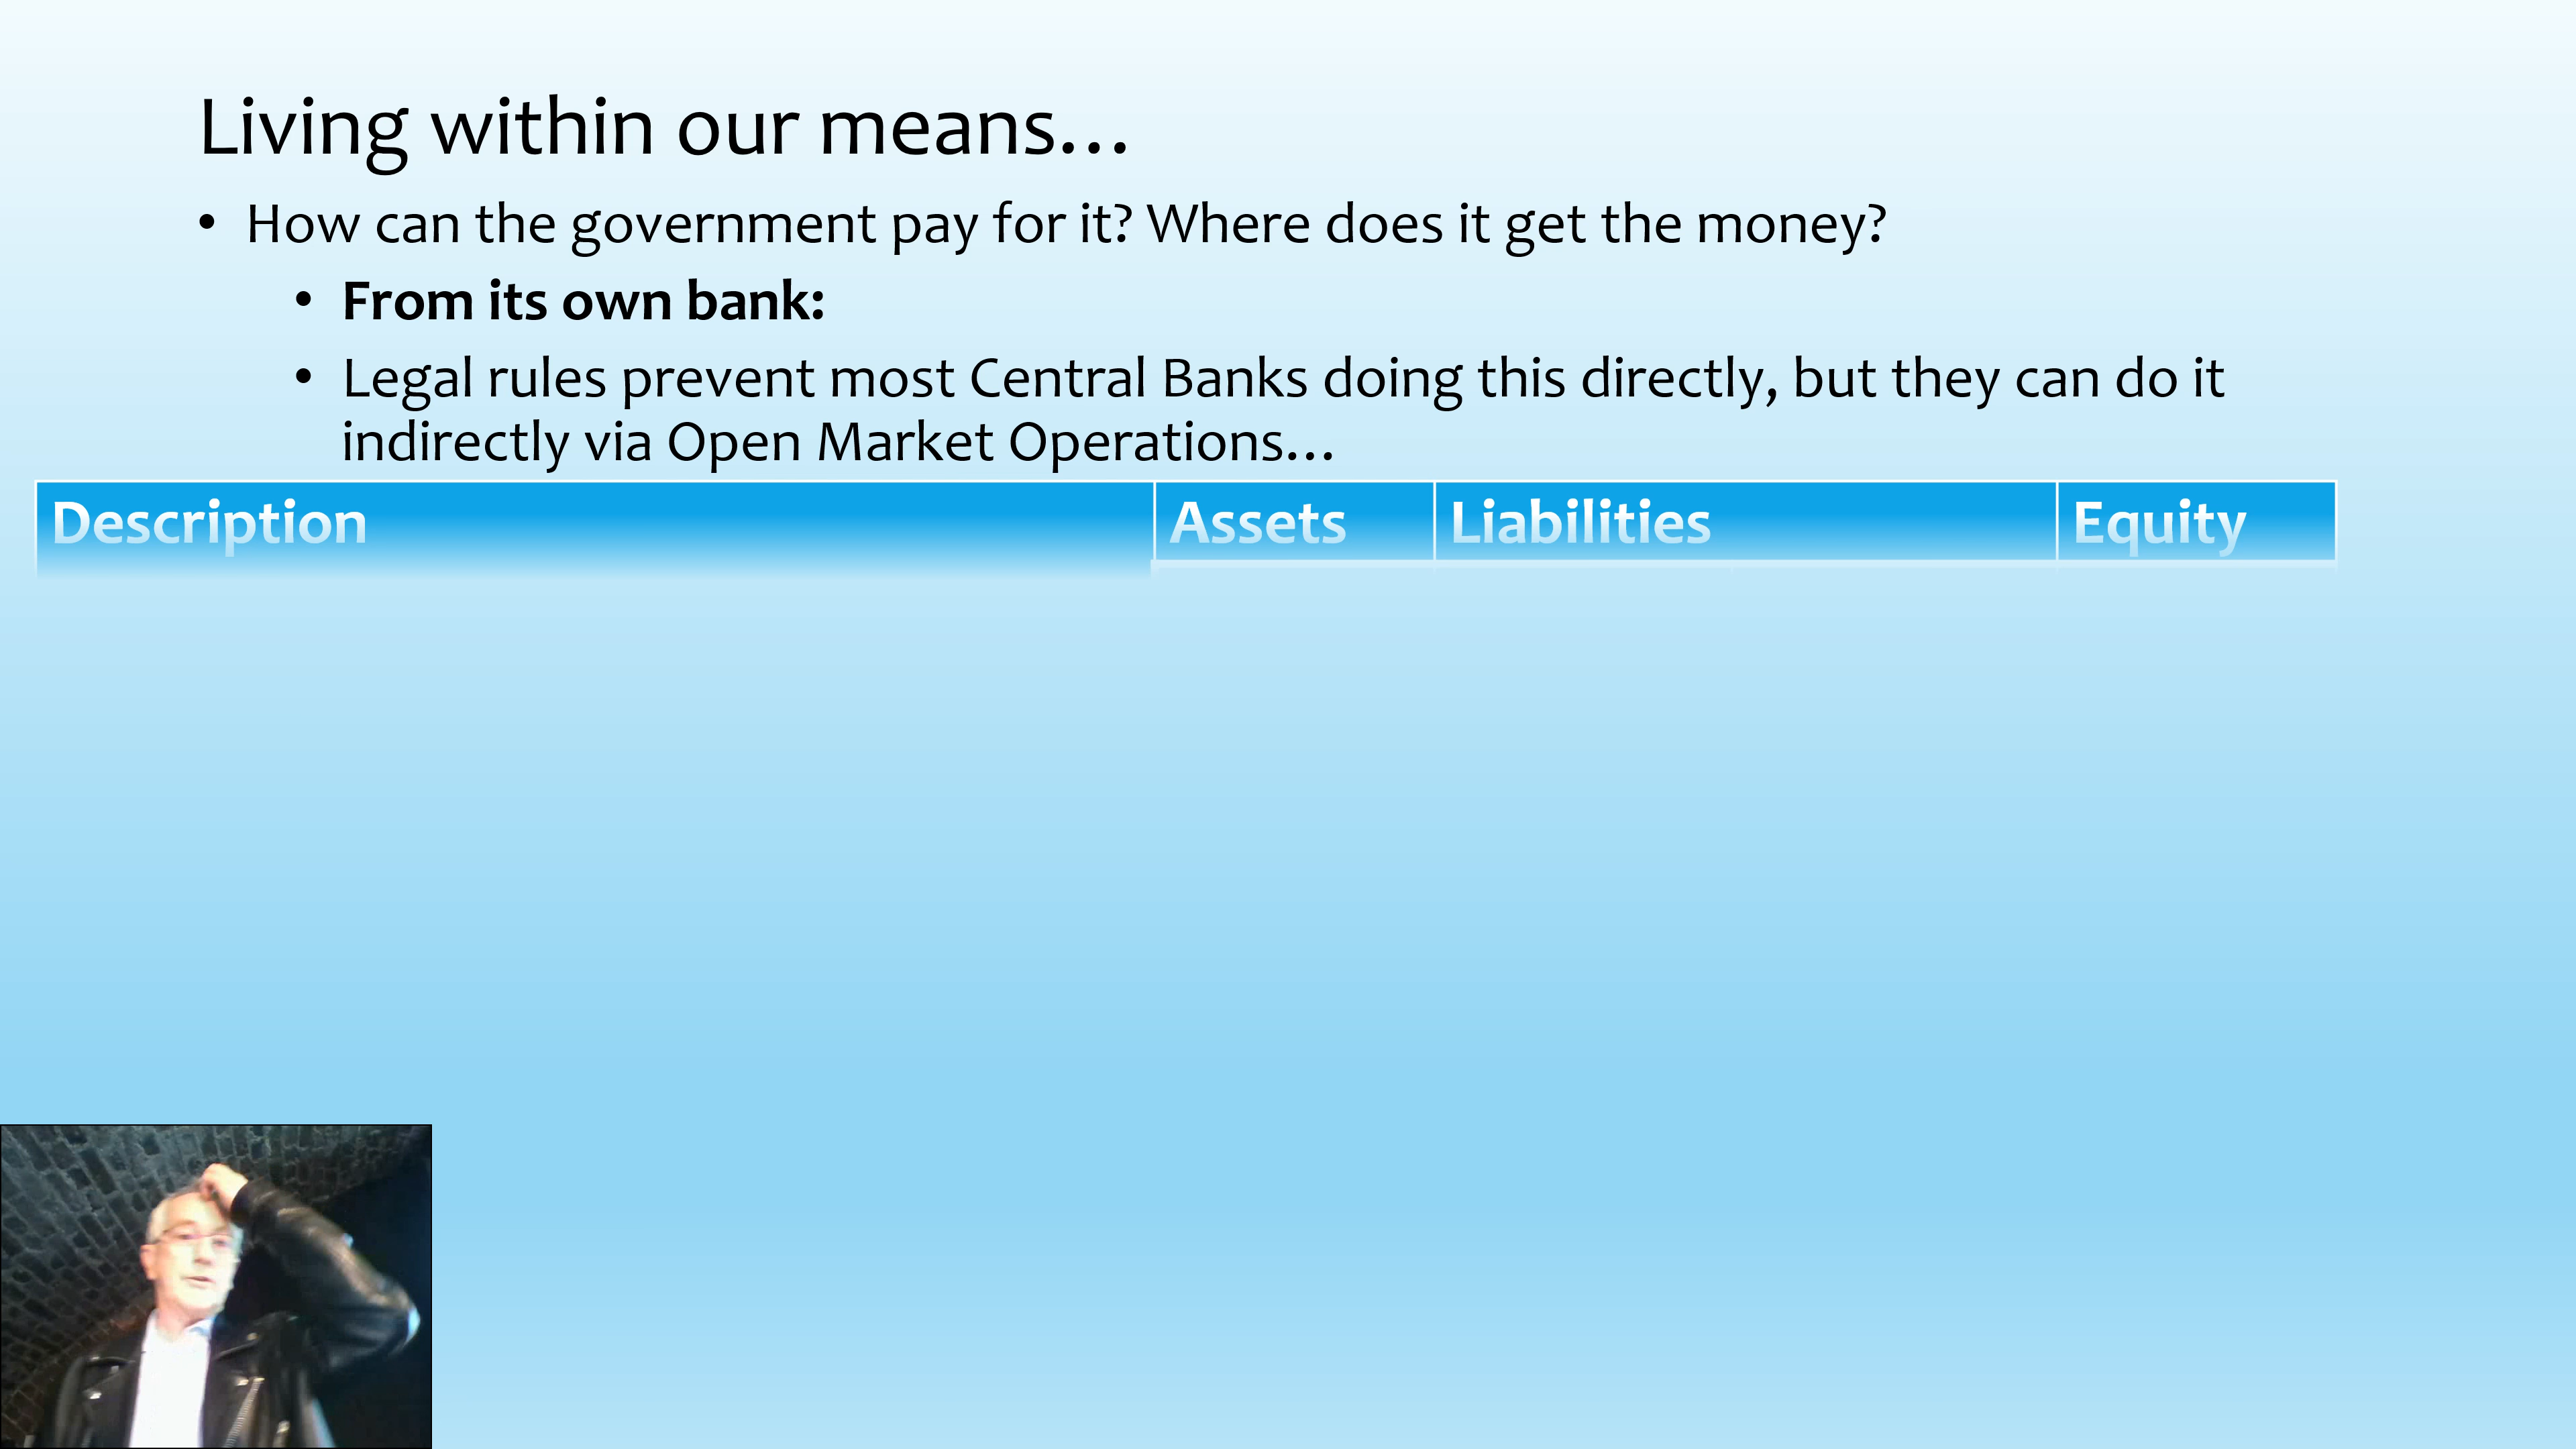 Living within our means…
• How can the government pay for it? Where does it get the money?
• From its own bank:
• Legal rules prevent most Central Banks doing this directly, but they can do it
indirectly via Open Market Operations…
Description Assets Liabilities Equity